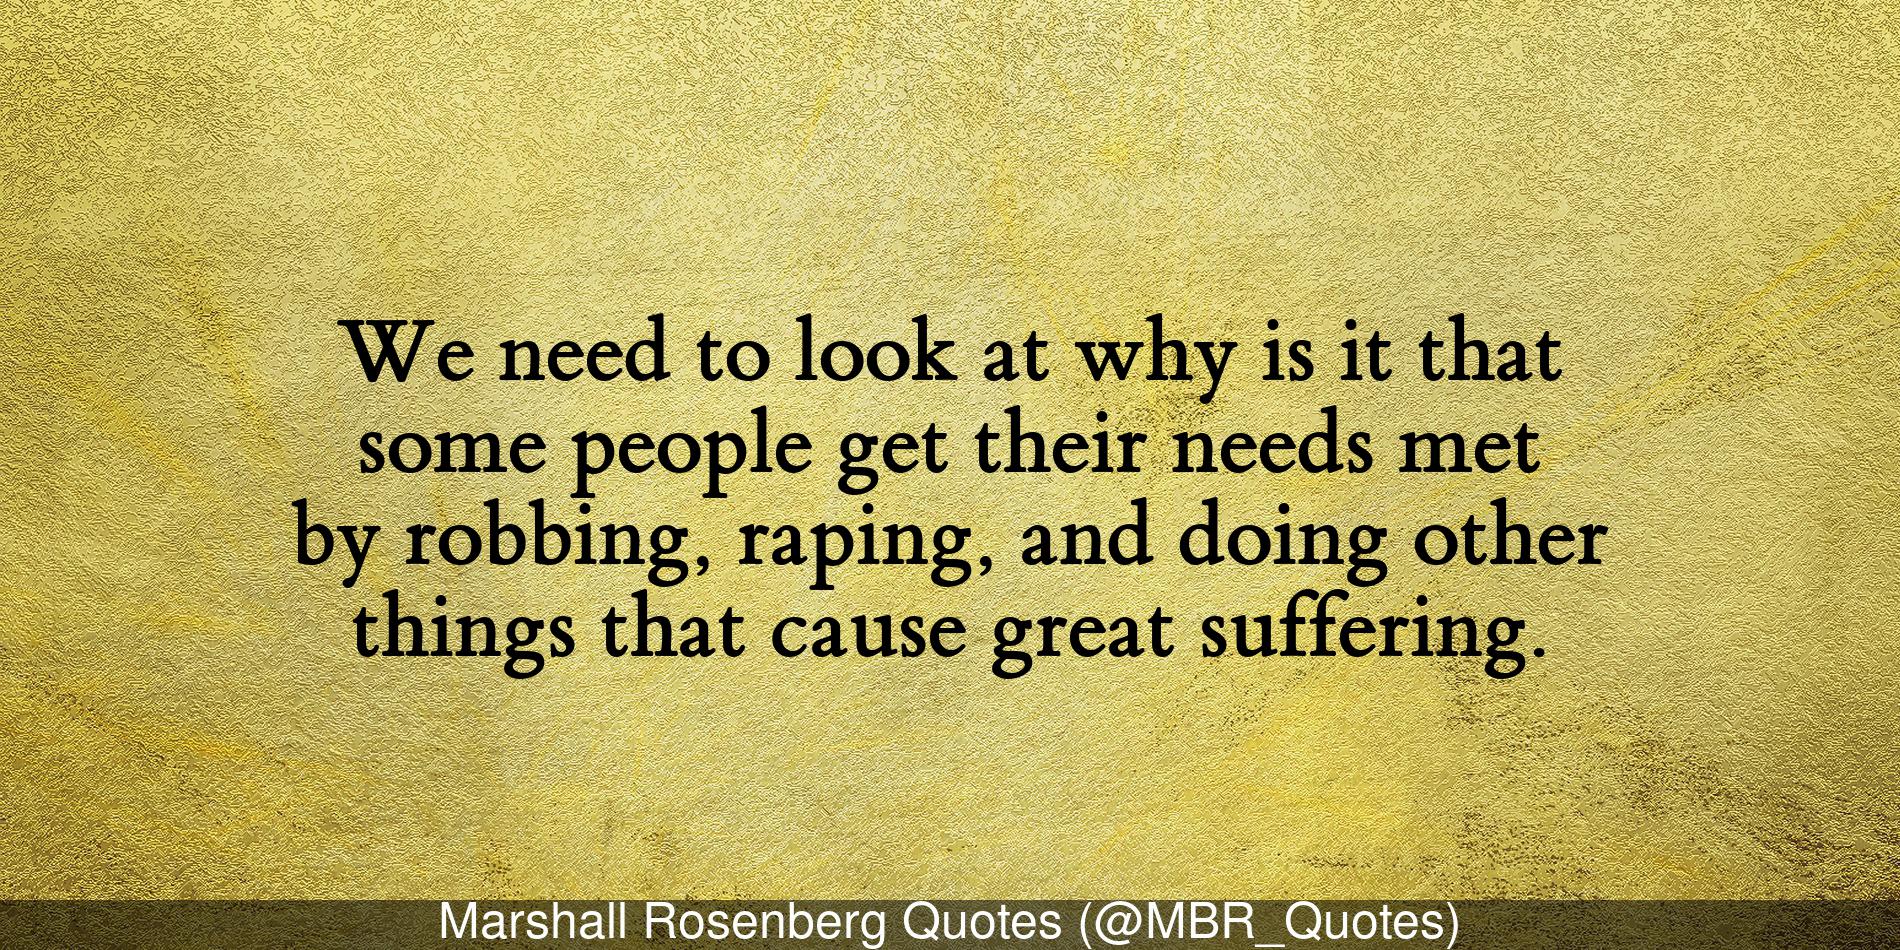 We need to look at why is it that
some people get their needs met
by robbing, raping, and doing other
things that cause great suffering.
Marshall Rosenberg Quotes (@MBR_Quotes)